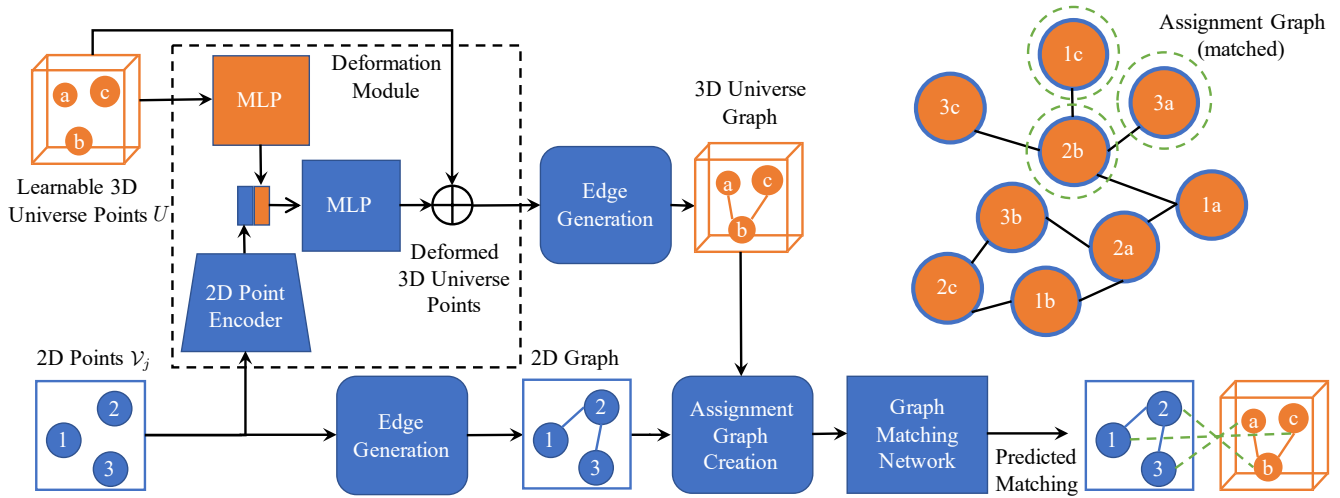 a
c
b
Learnable 3D
Universe Points U
MLP
Deformation
Module
MLP
Deformed
3D Universe
Points
2D Point
Encoder
Edge
Generation
3D Universe
Graph
a
c
b
Assignment Graph
(matched)
1c
3c
3a
2b
1a
3b
2a
2c
1b
2D Points 𝒱j
1
2
3
Edge
Generation
2D Graph
1
2
3
Assignment
Graph
Creation
Graph
Matching
Network
Predicted
Matching
1
2
3
a
c
b